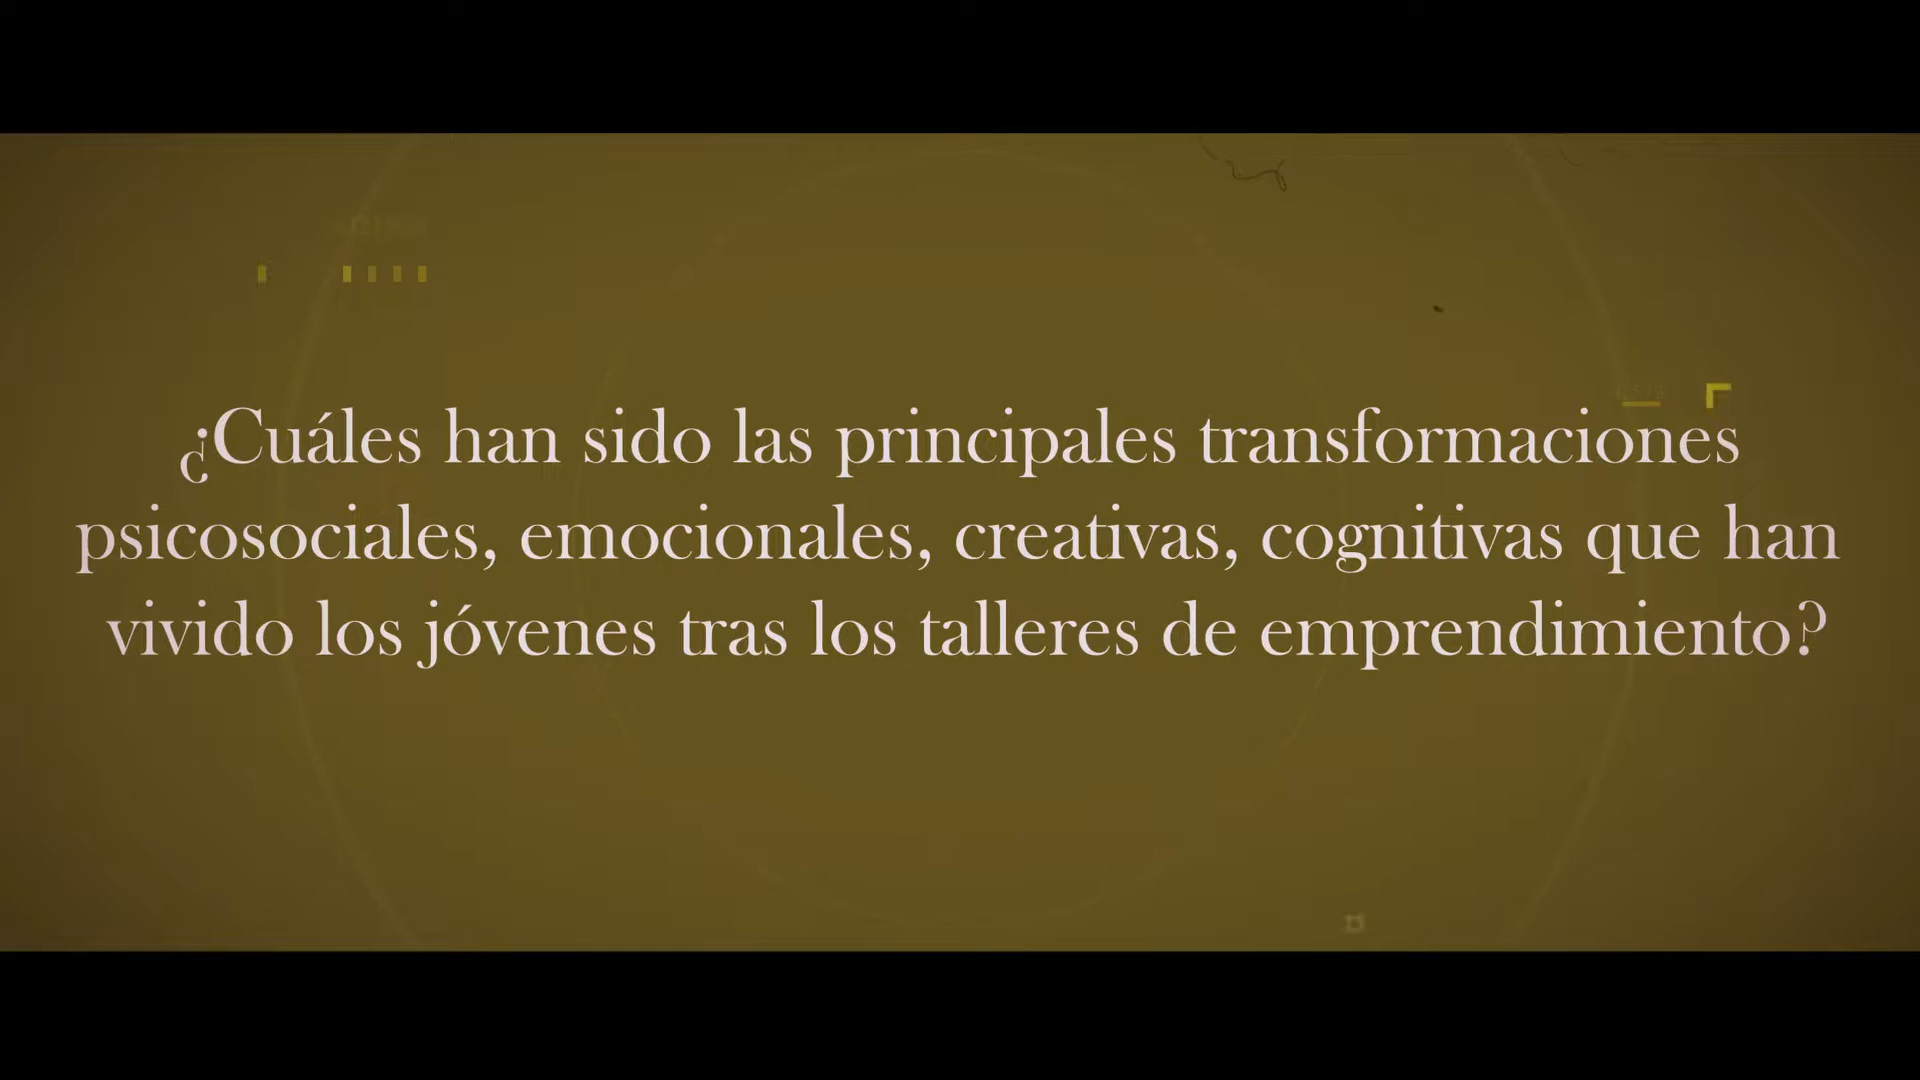 ¿Cuáles han sido las principales transformaciones
psicosociales, emocionales, creativas, cognitivas que han
vivido los jóvenes tras los talleres de emprendimiento?